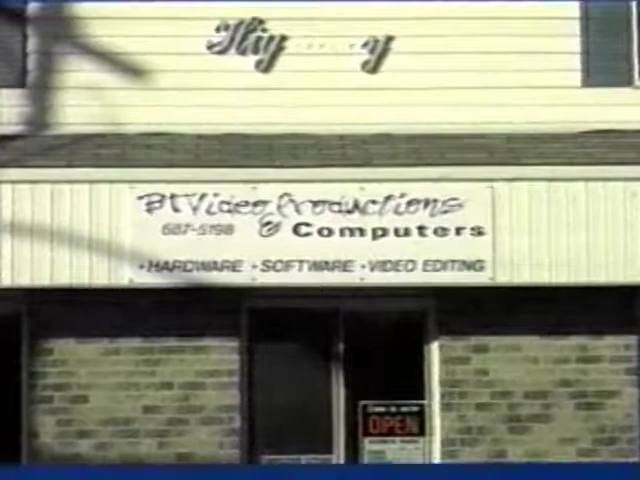 BT Video Productions
687-5198 & Computers
•HARDWARE •SOFTWARE •VIDEO EDITING
OPEN